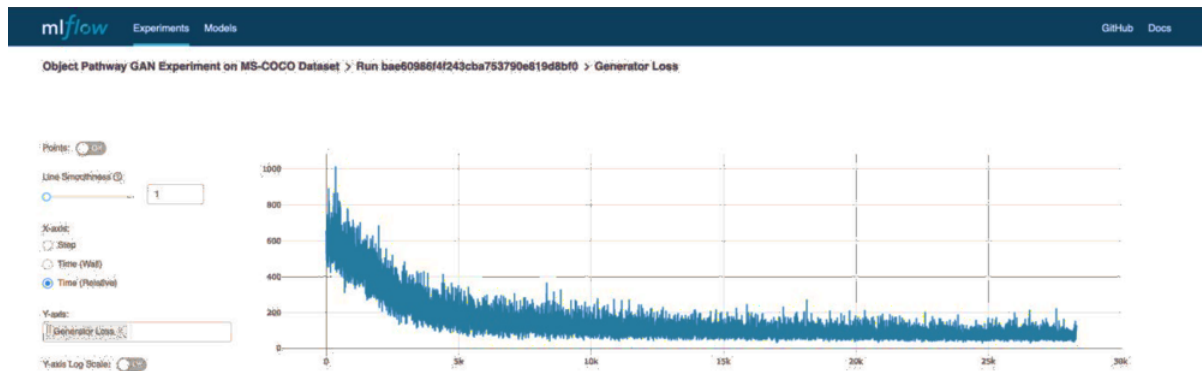 mlflow Experiments Models GitHub Docs
Object Pathway GAN Experiment on MS-COCO Dataset > Run bae60986f4f243cba753790e819d8bf0 > Generator Loss
Points:
Line Smoothness
1
X-axis:
Step
Time (Wall)
Time (Relative)
Y-axis:
Generator Loss
Y-axis Log Scale:
1000
800
600
400
200
0
0 5k 10k 15k 20k 25k 30k